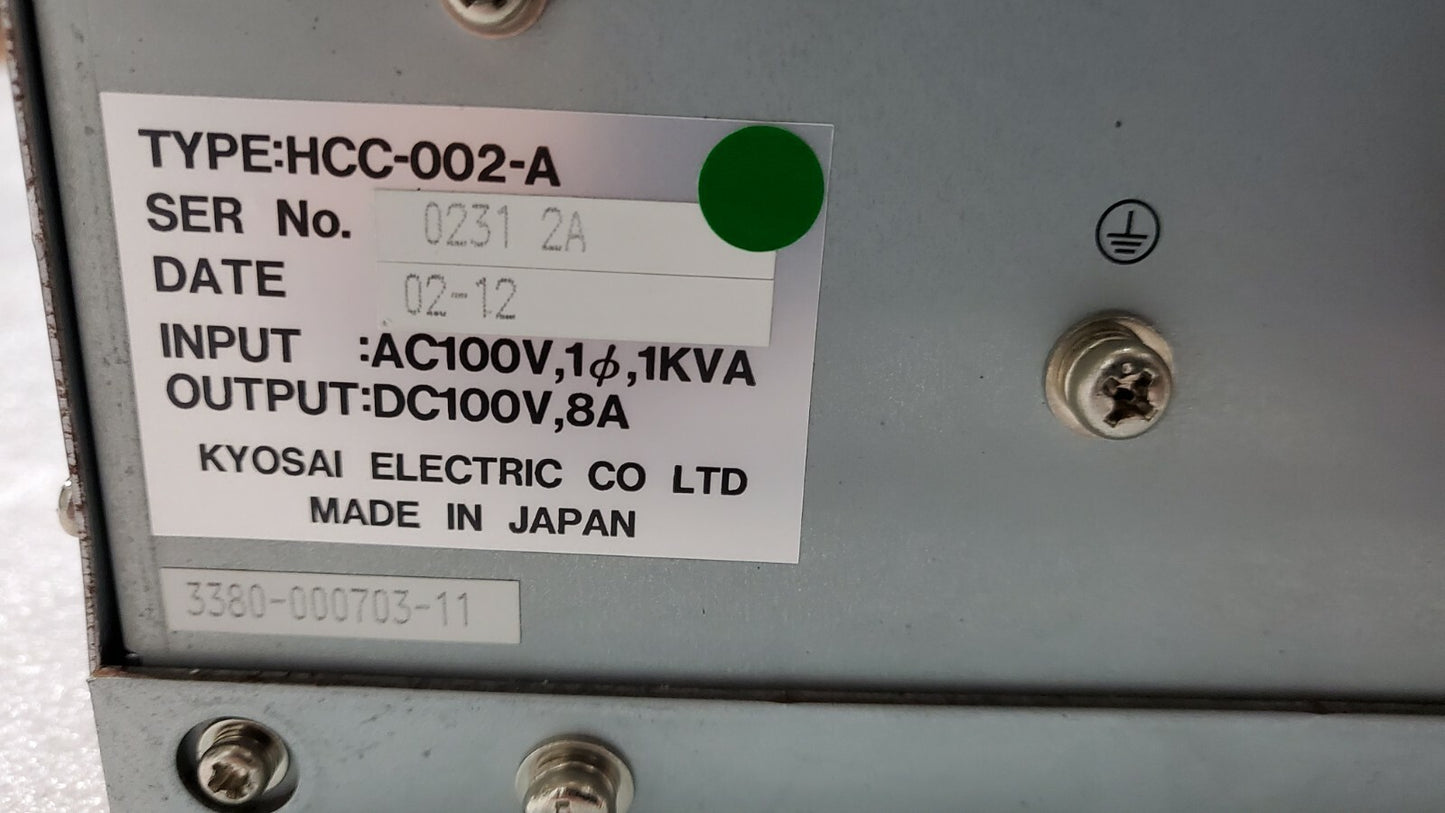 TYPE:HCC-002-A
SER No. 0231 2A
DATE 02-12
INPUT :AC100V,1φ,1KVA
OUTPUT:DC100V,8A
KYOSAI ELECTRIC CO LTD
MADE IN JAPAN
3380-000703-11